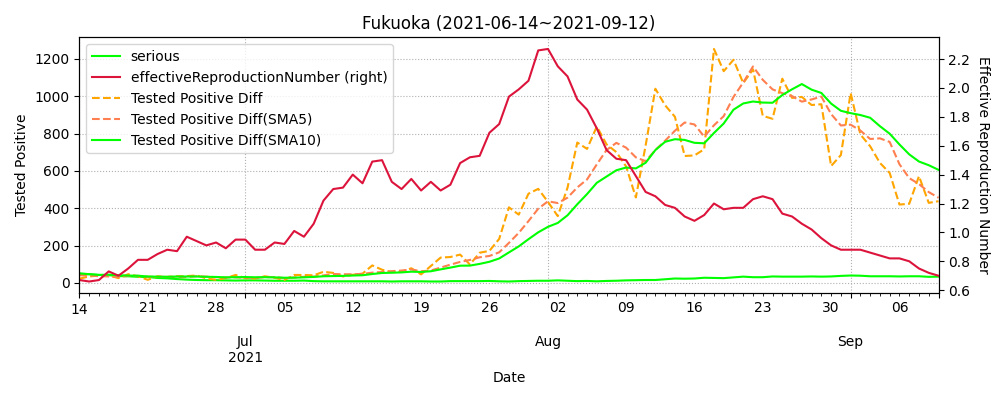 Fukuoka (2021-06-14~2021-09-12)
serious
effectiveReproductionNumber (right)
Tested Positive Diff
Tested Positive Diff(SMA5)
Tested Positive Diff(SMA10)
Tested Positive
1200
1000
800
600
400
200
0
2.2
2.0
1.8
1.6
1.4
1.2
1.0
0.8
0.6
Effective Reproduction Number
14 21 28 05 12 19 26 02 09 16 23 30 06
Jul Aug Sep
2021
Date